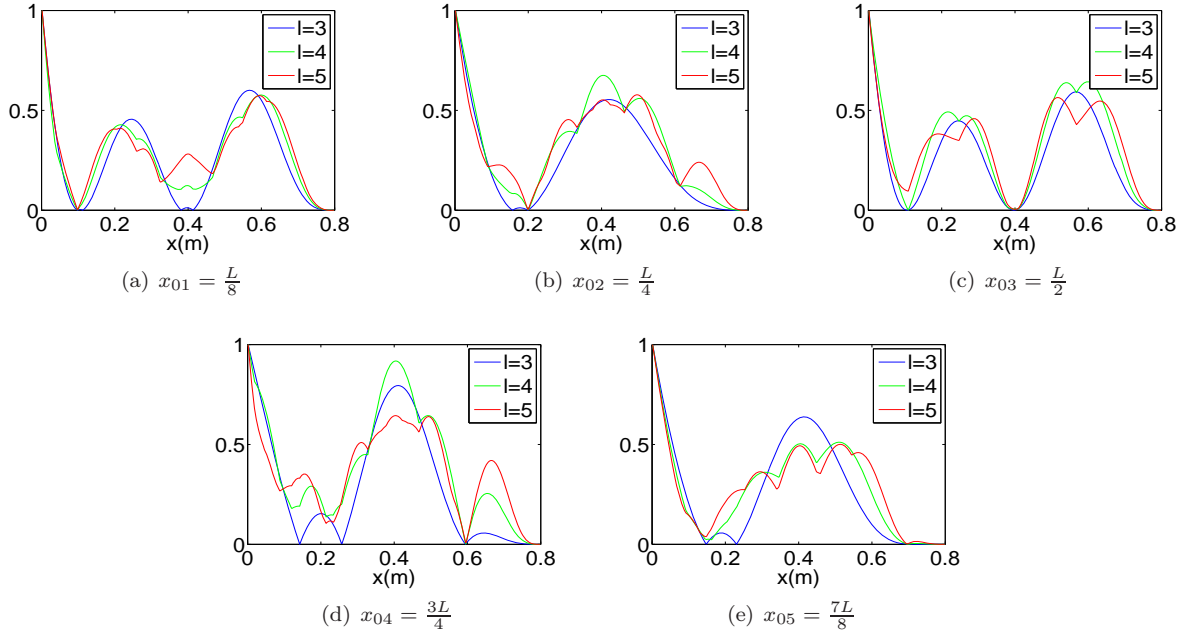 1
0.5
0
0 0.2 0.4 0.6 0.8
x(m)
l=3
l=4
l=5
(a) x₀₁ = L/8
1
0.5
0
0 0.2 0.4 0.6 0.8
x(m)
l=3
l=4
l=5
(b) x₀₂ = L/4
1
0.5
0
0 0.2 0.4 0.6 0.8
x(m)
l=3
l=4
l=5
(c) x₀₃ = L/2
1
0.5
0
0 0.2 0.4 0.6 0.8
x(m)
l=3
l=4
l=5
(d) x₀₄ = 3L/4
1
0.5
0
0 0.2 0.4 0.6 0.8
x(m)
l=3
l=4
l=5
(e) x₀₅ = 7L/8